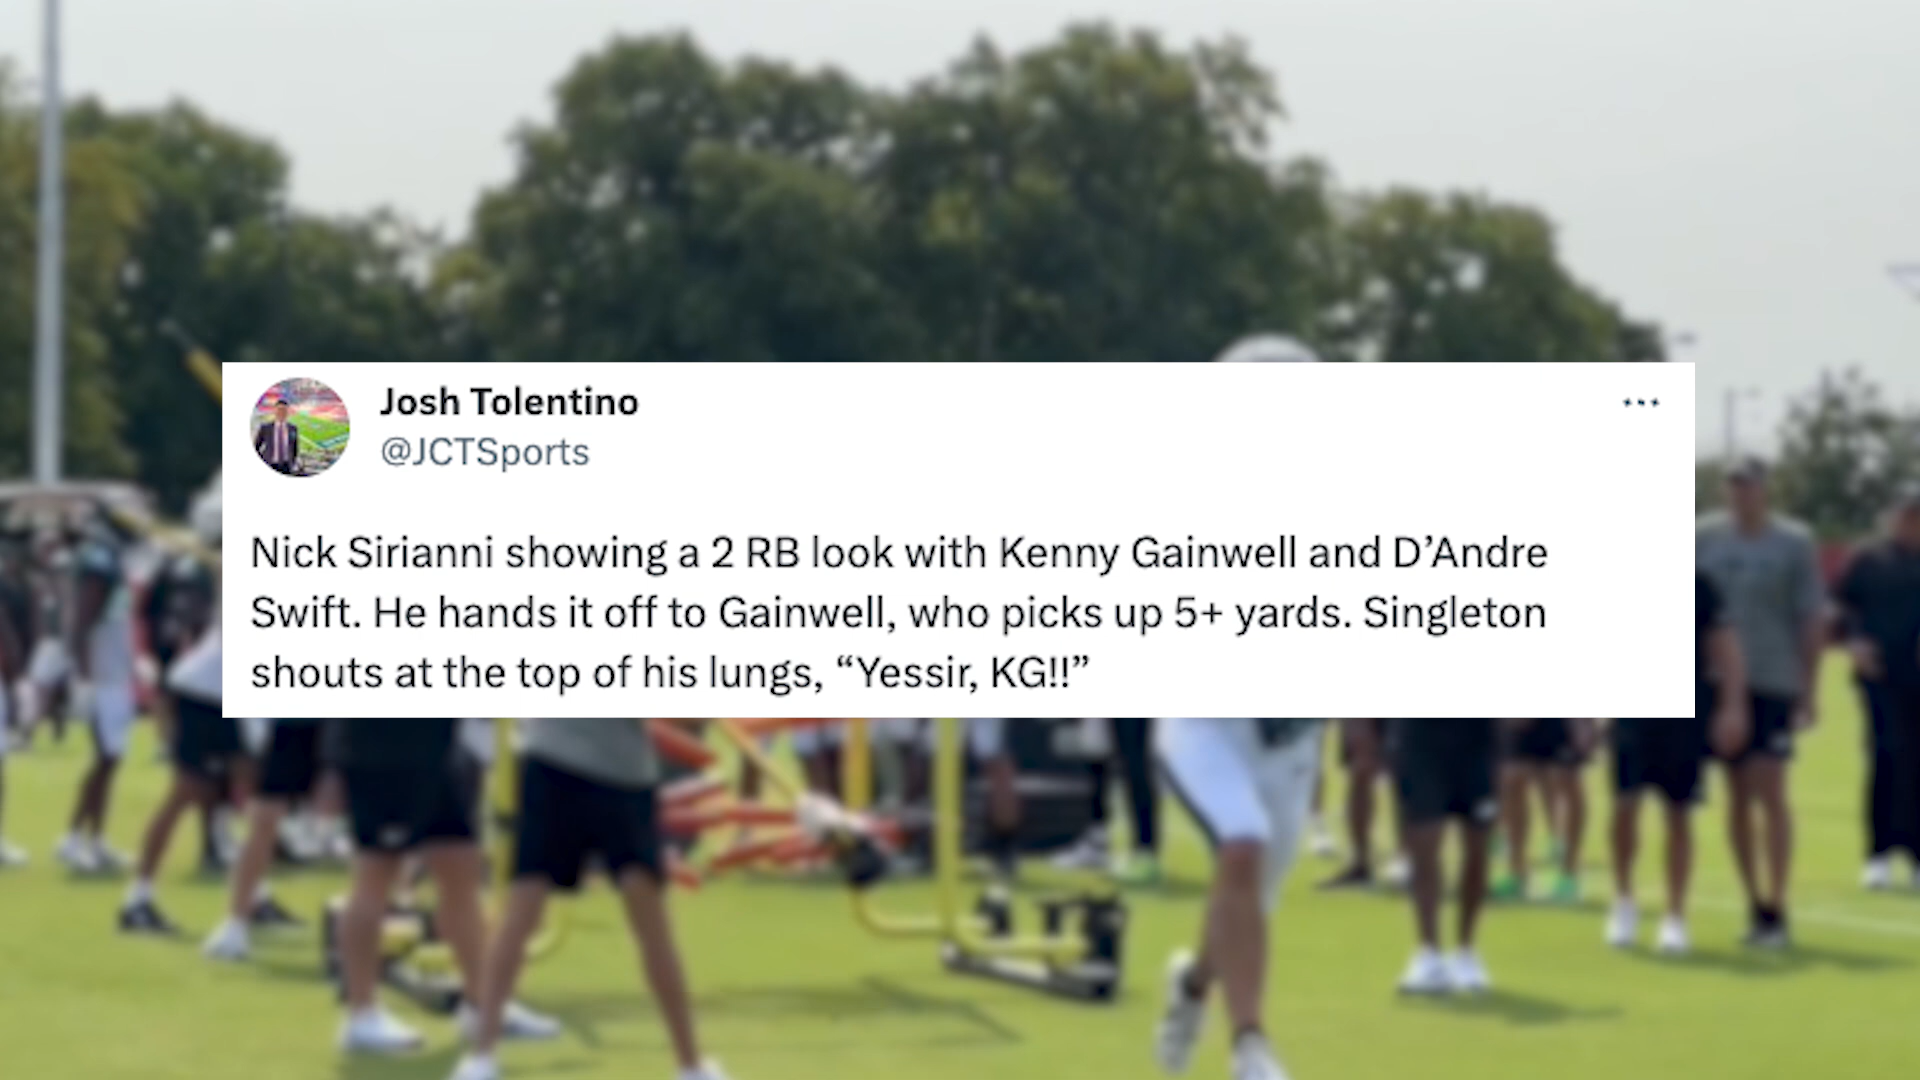 Josh Tolentino
@JCTSports
Nick Sirianni showing a 2 RB look with Kenny Gainwell and D’Andre
Swift. He hands it off to Gainwell, who picks up 5+ yards. Singleton
shouts at the top of his lungs, “Yessir, KG!!”